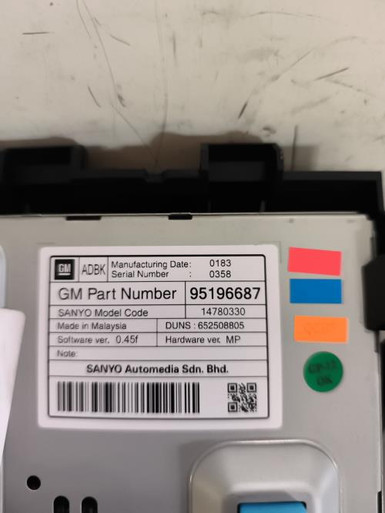 GM ADBK Manufacturing Date: 0183
Serial Number : 0358
GM Part Number 95196687
SANYO Model Code 14780330
Made in Malaysia DUNS : 652508805
Software ver. 0.45f Hardware ver. MP
Note:
SANYO Automedia Sdn. Bhd.